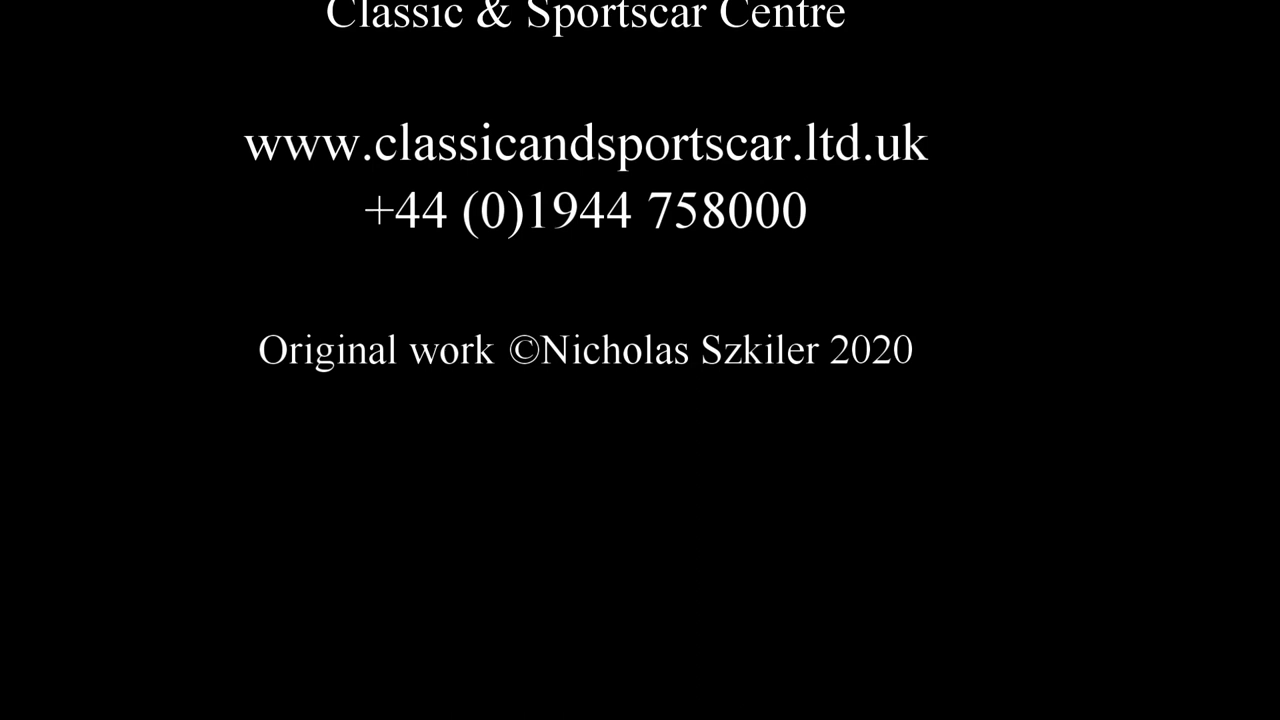 Classic & Sportscar Centre
www.classicandsportscar.ltd.uk
+44 (0)1944 758000
Original work ©Nicholas Szkiler 2020